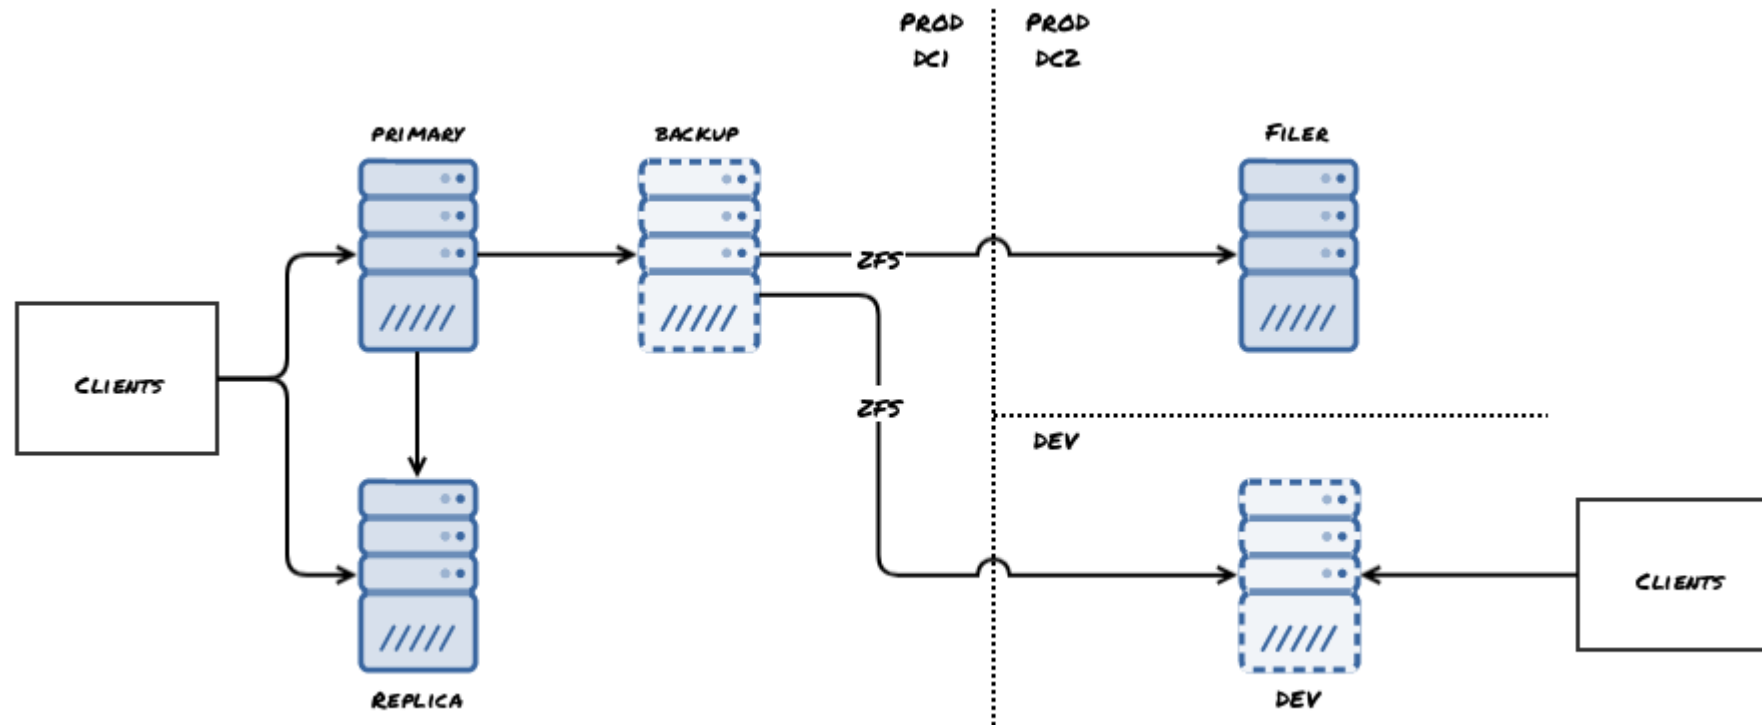 PROD
DC1
PROD
DC2
PRIMARY
BACKUP
FILER
ZFS
CLIENTS
ZFS
DEV
CLIENTS
REPLICA
DEV